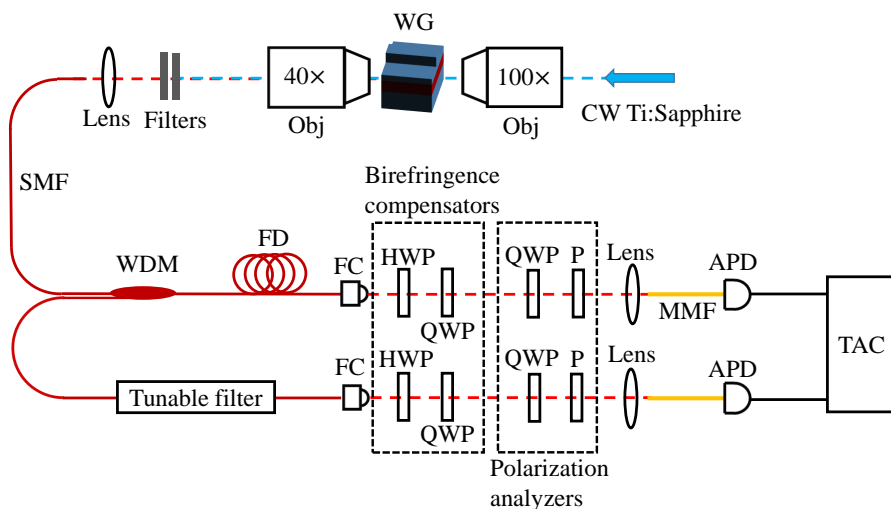 WG
40×
100×
Lens
Filters
Obj
Obj
CW Ti:Sapphire
SMF
Birefringence
compensators
WDM
FD
FC
HWP
QWP
QWP
P
Lens
APD
MMF
TAC
FC
HWP
QWP
QWP
P
Lens
APD
Tunable filter
Polarization
analyzers